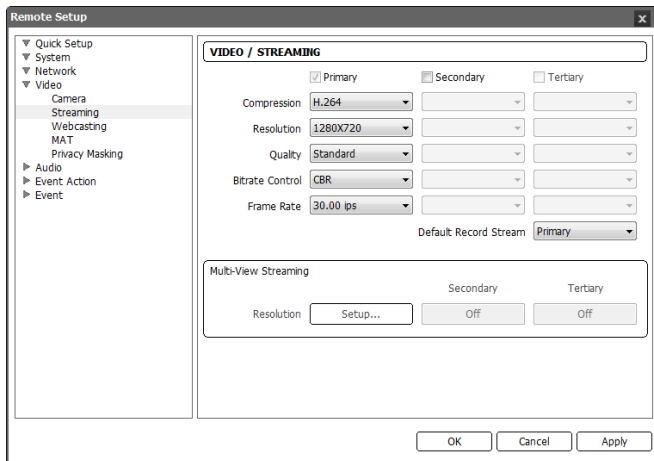 Remote Setup
x
Quick Setup
System
Network
Video
Camera
Streaming
Webcasting
MAT
Privacy Masking
Audio
Event Action
Event
VIDEO / STREAMING
Primary Secondary Tertiary
Compression H.264
Resolution 1280X720
Quality Standard
Bitrate Control CBR
Frame Rate 30.00 ips
Default Record Stream Primary
Multi-View Streaming
Secondary Tertiary
Resolution Setup... Off Off
OK Cancel Apply